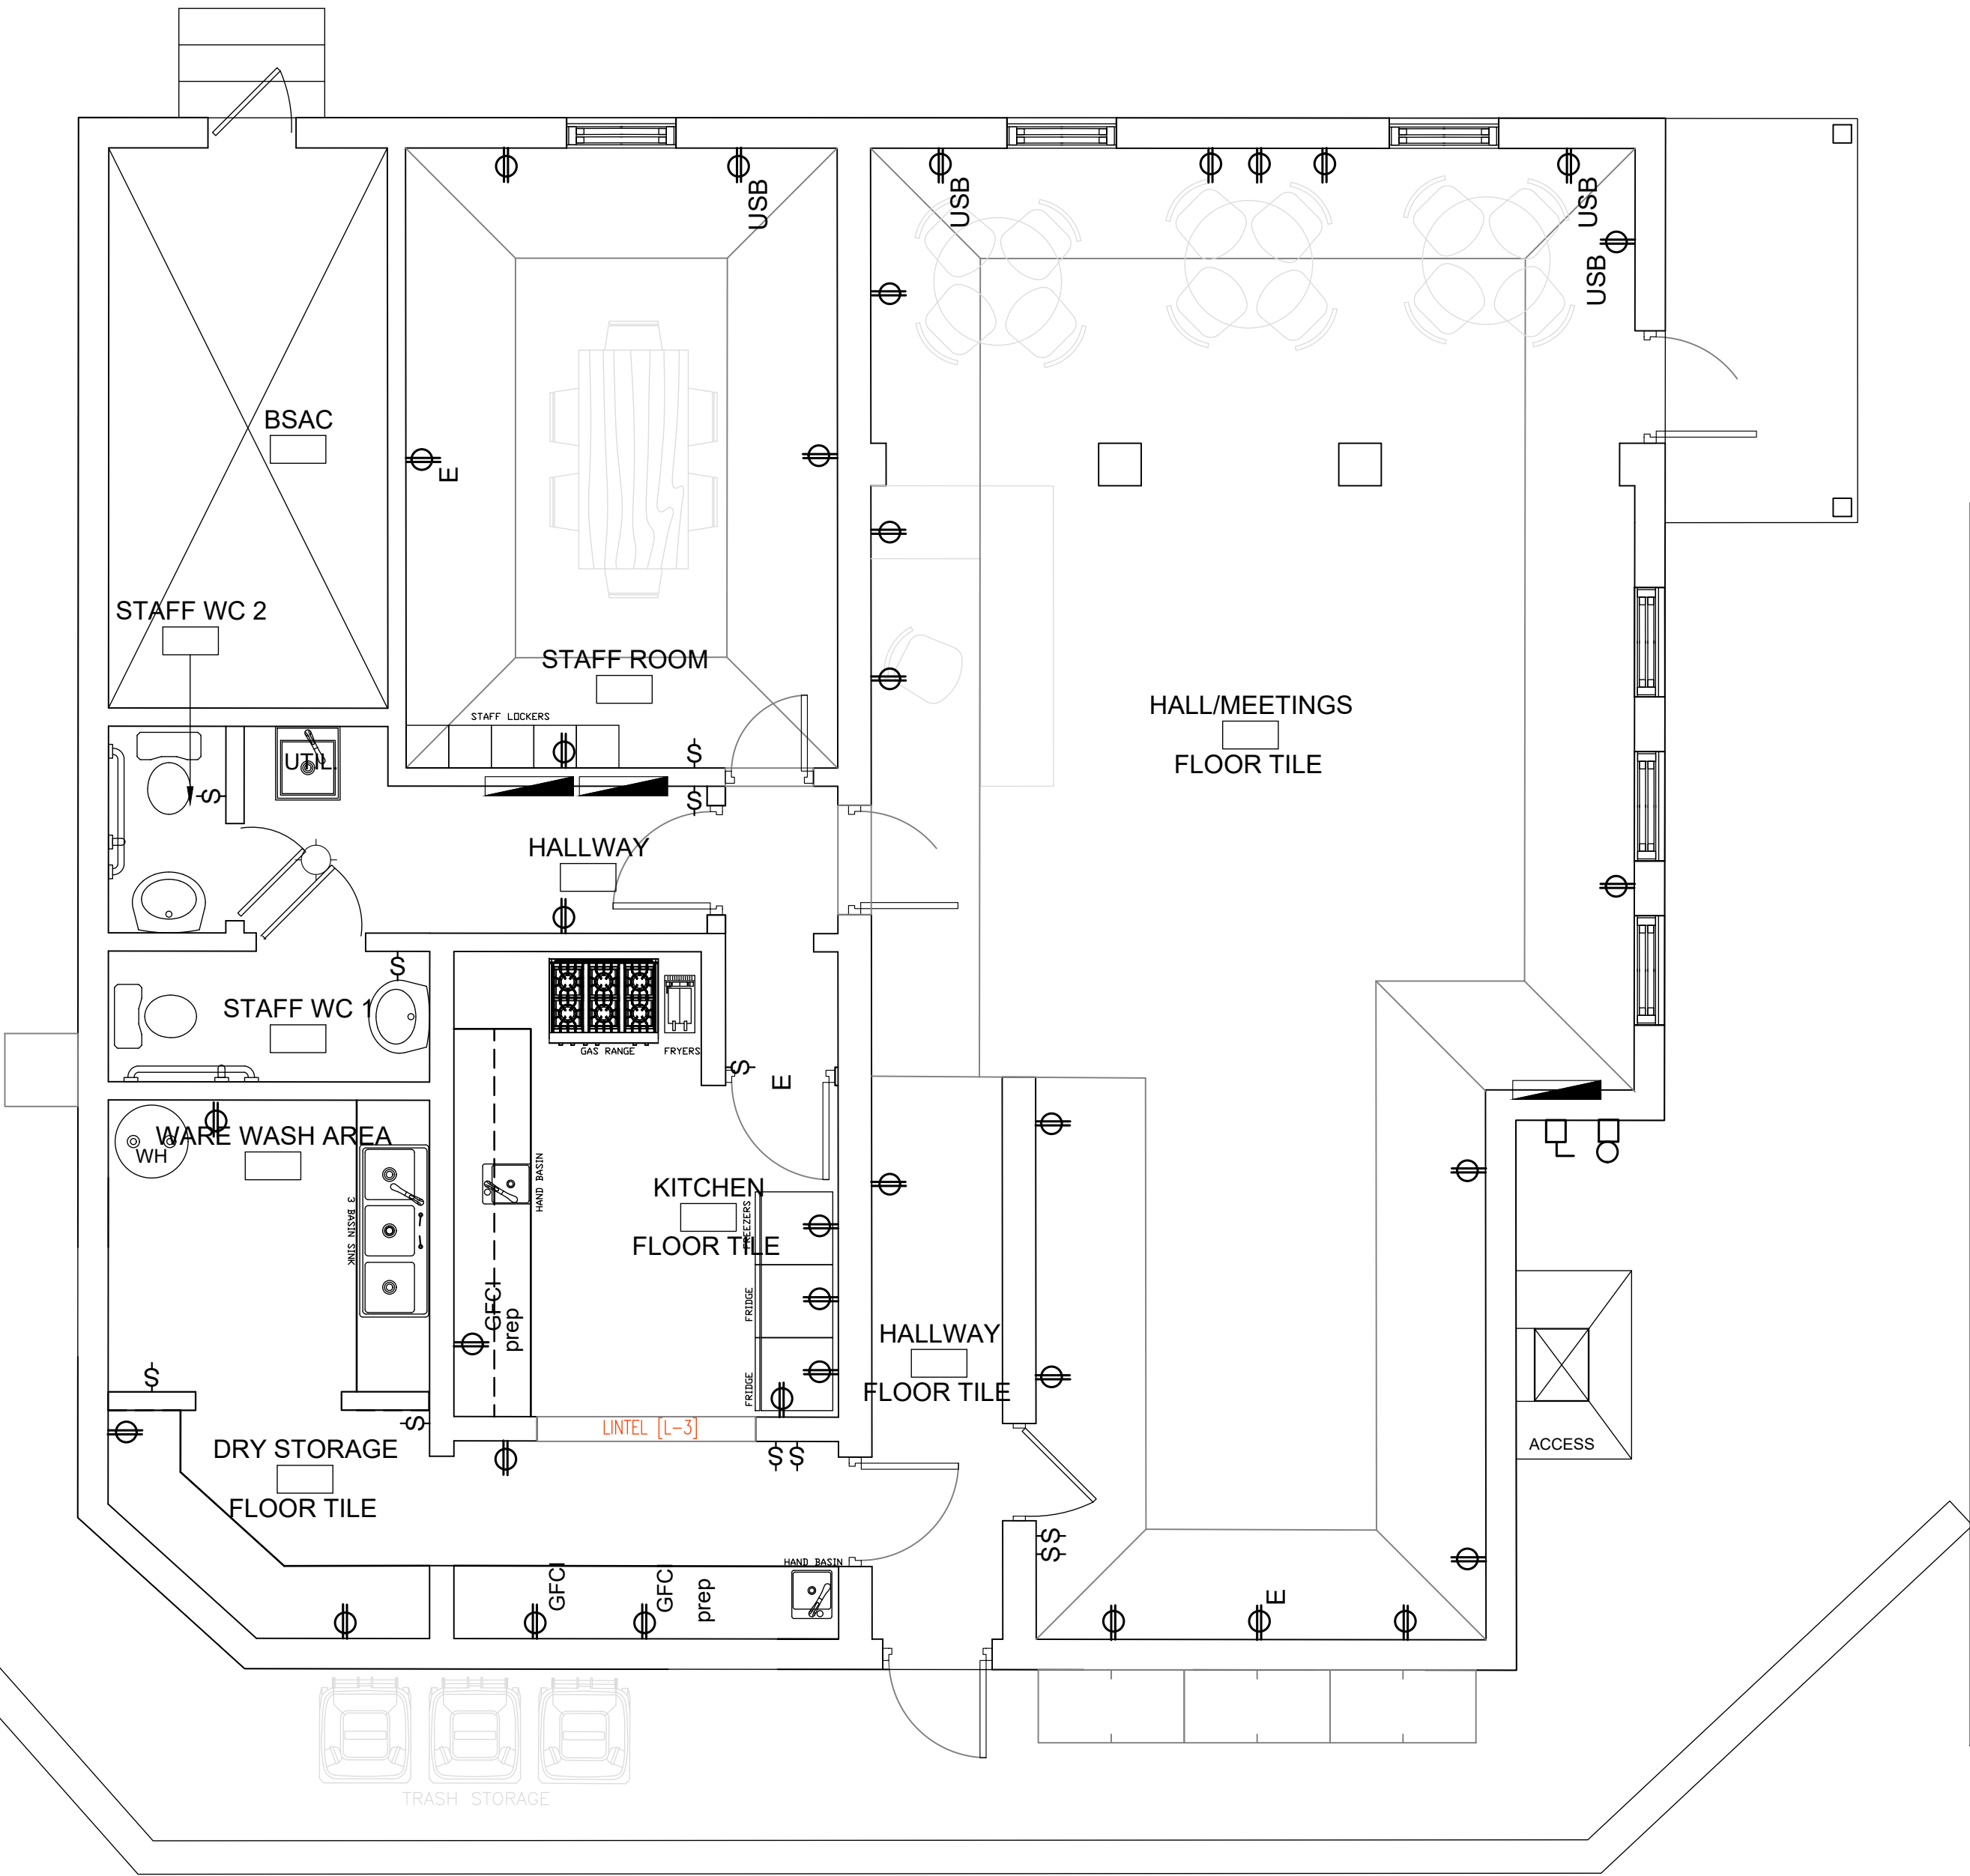 USB
USB
USB
USB
BSAC
E
STAFF WC 2
STAFF ROOM
STAFF LOCKERS
HALL/MEETINGS
FLOOR TILE
UTIL.
S
S
S
HALLWAY
S
STAFF WC 1
GAS RANGE
FRYERS
S
E
WARE WASH AREA
WH
3 BASIN SINK
HAND BASIN
KITCHEN
FLOOR TILE
FREEZERS
FRIDGE
FRIDGE
GFCI
prep
HALLWAY
FLOOR TILE
S
S
LINTEL [L-3]
S S
DRY STORAGE
FLOOR TILE
ACCESS
S
S
HAND BASIN
GFCI
GFCI
prep
E
TRASH STORAGE